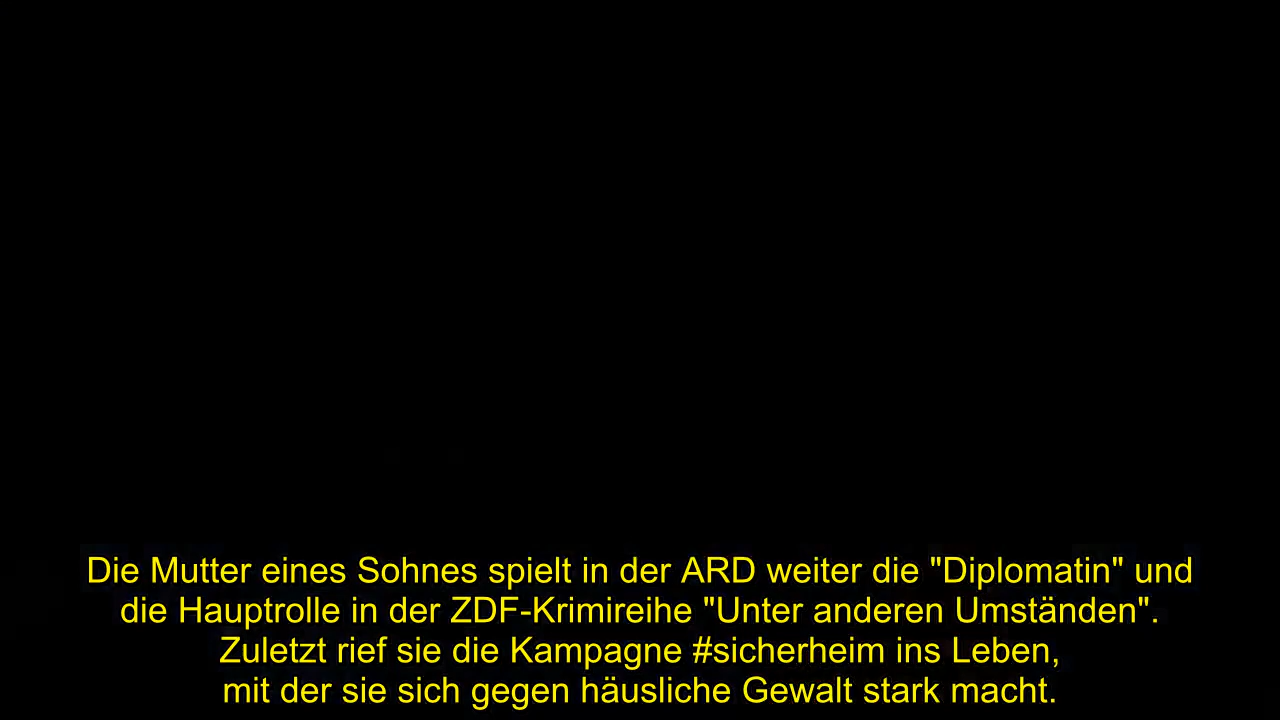 Die Mutter eines Sohnes spielt in der ARD weiter die "Diplomatin" und
die Hauptrolle in der ZDF-Krimireihe "Unter anderen Umständen".
Zuletzt rief sie die Kampagne #sicherheim ins Leben,
mit der sie sich gegen häusliche Gewalt stark macht.